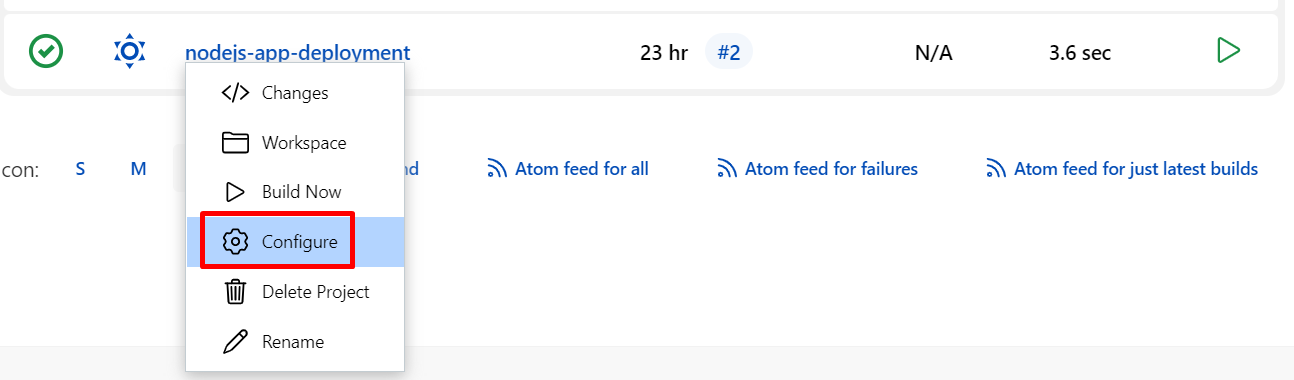 nodejs-app-deployment 23 hr #2 N/A 3.6 sec
Changes
Workspace
con: S M nd Atom feed for all Atom feed for failures Atom feed for just latest builds
Build Now
Configure
Delete Project
Rename